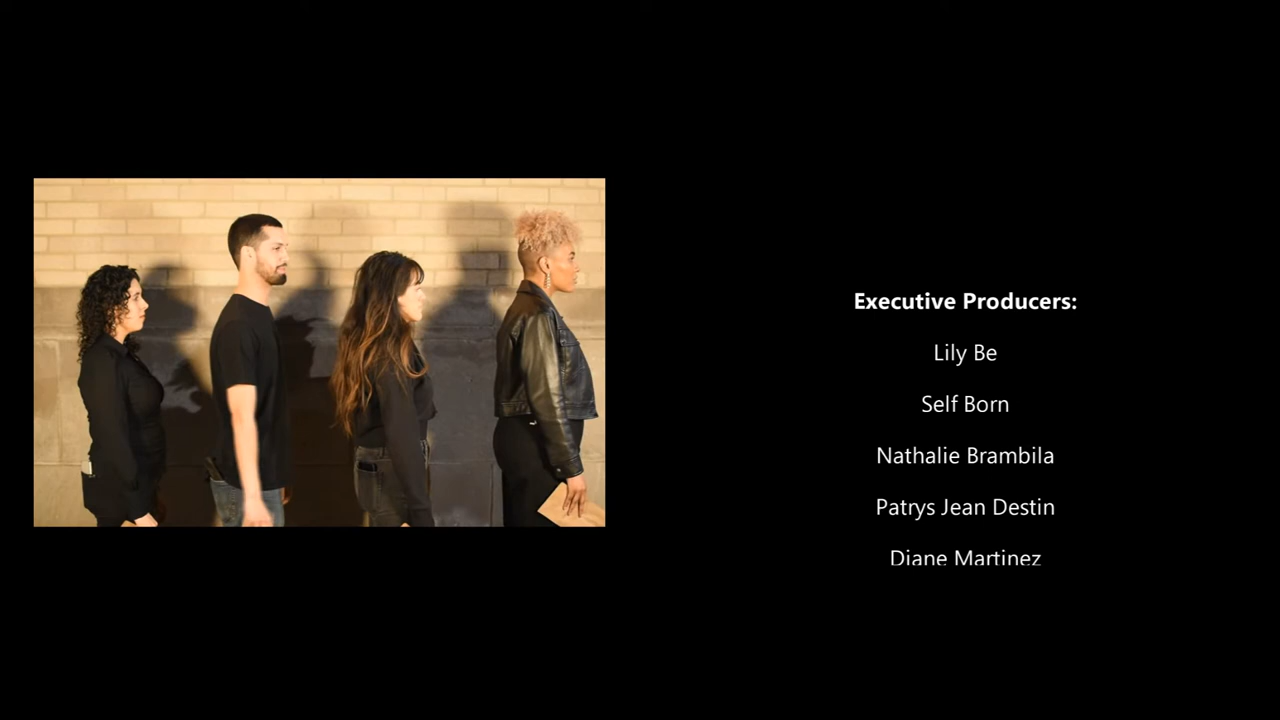 Executive Producers:
Lily Be
Self Born
Nathalie Brambila
Patrys Jean Destin
Diane Martinez